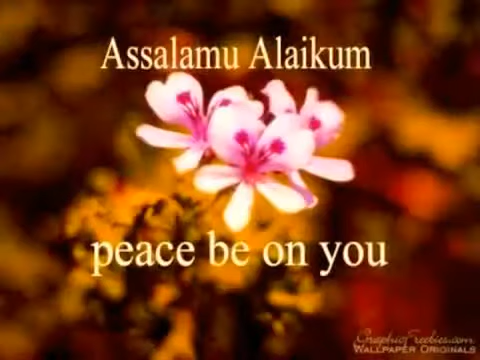 Assalamu Alaikum
peace be on you
GraphicFreebies.com
WALLPAPER ORIGINALS